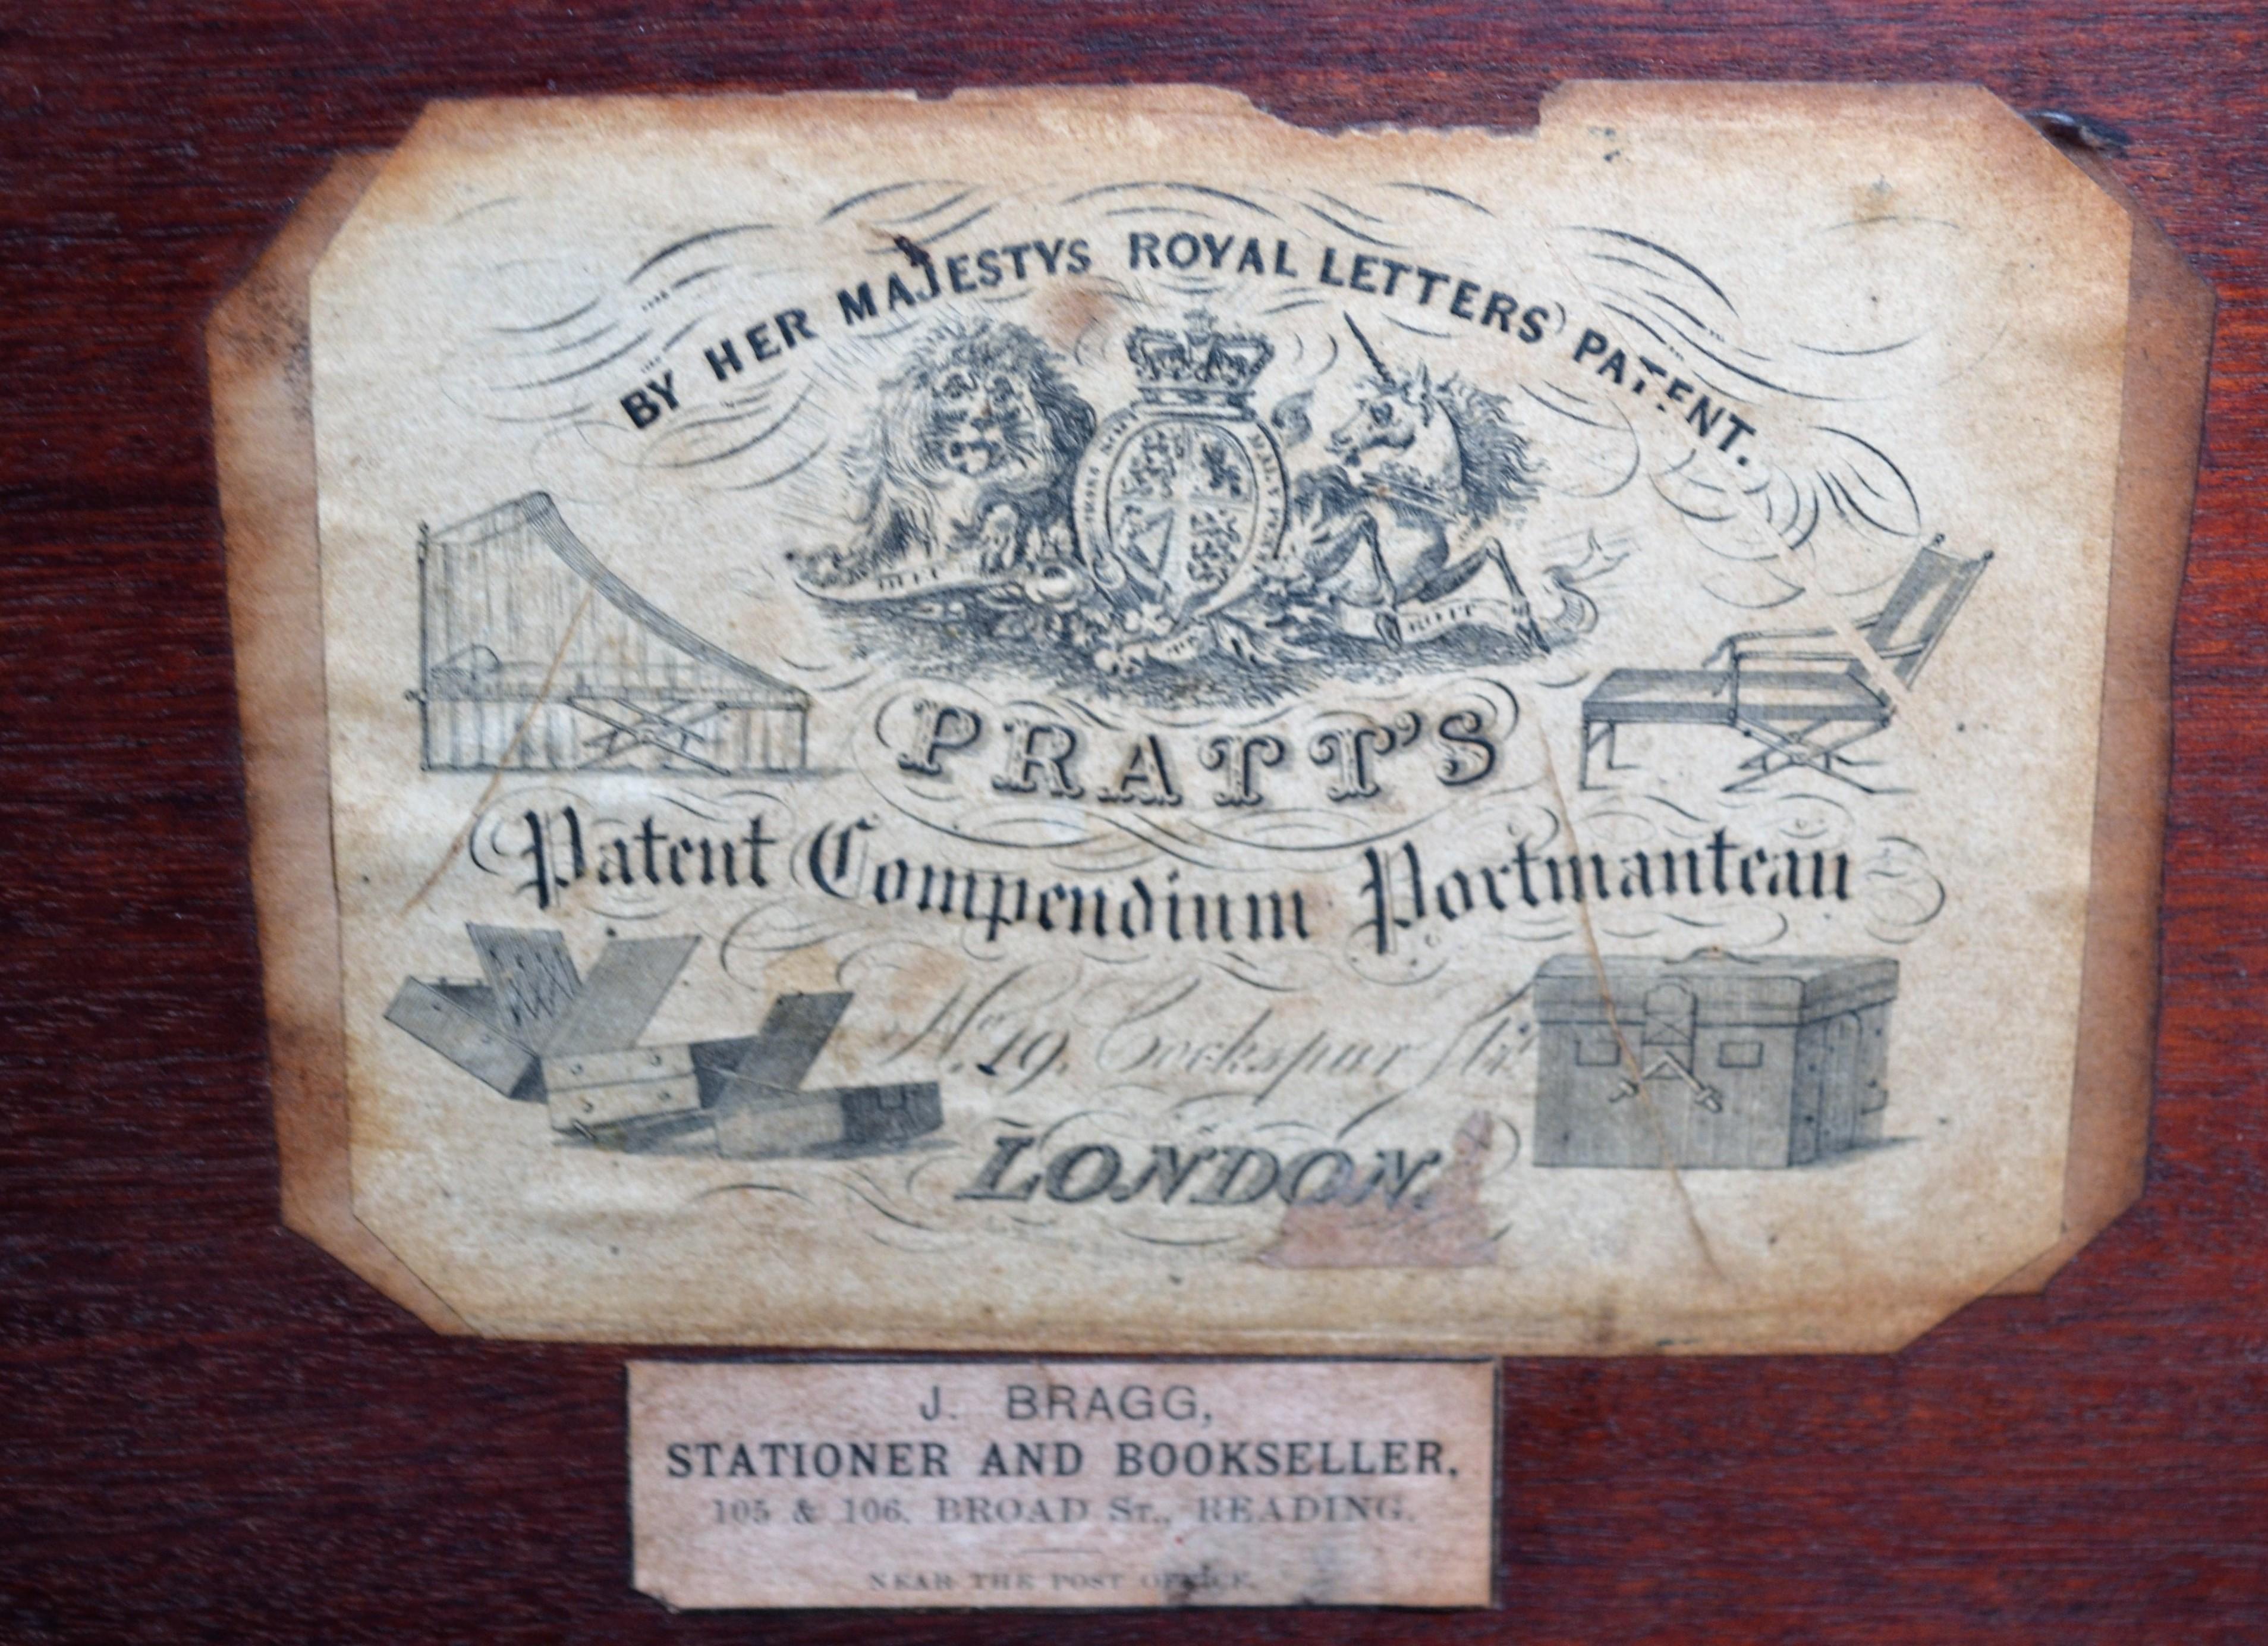 BY HER MAJESTYS ROYAL LETTERS' PATENT.
PRATT'S
Patent Compendium Portmanteau
No. 19. Cockspur Str.
LONDON.
J. BRAGG,
STATIONER AND BOOKSELLER,
105 & 106, BROAD St., READING.
NEAR THE POST OFFICE.